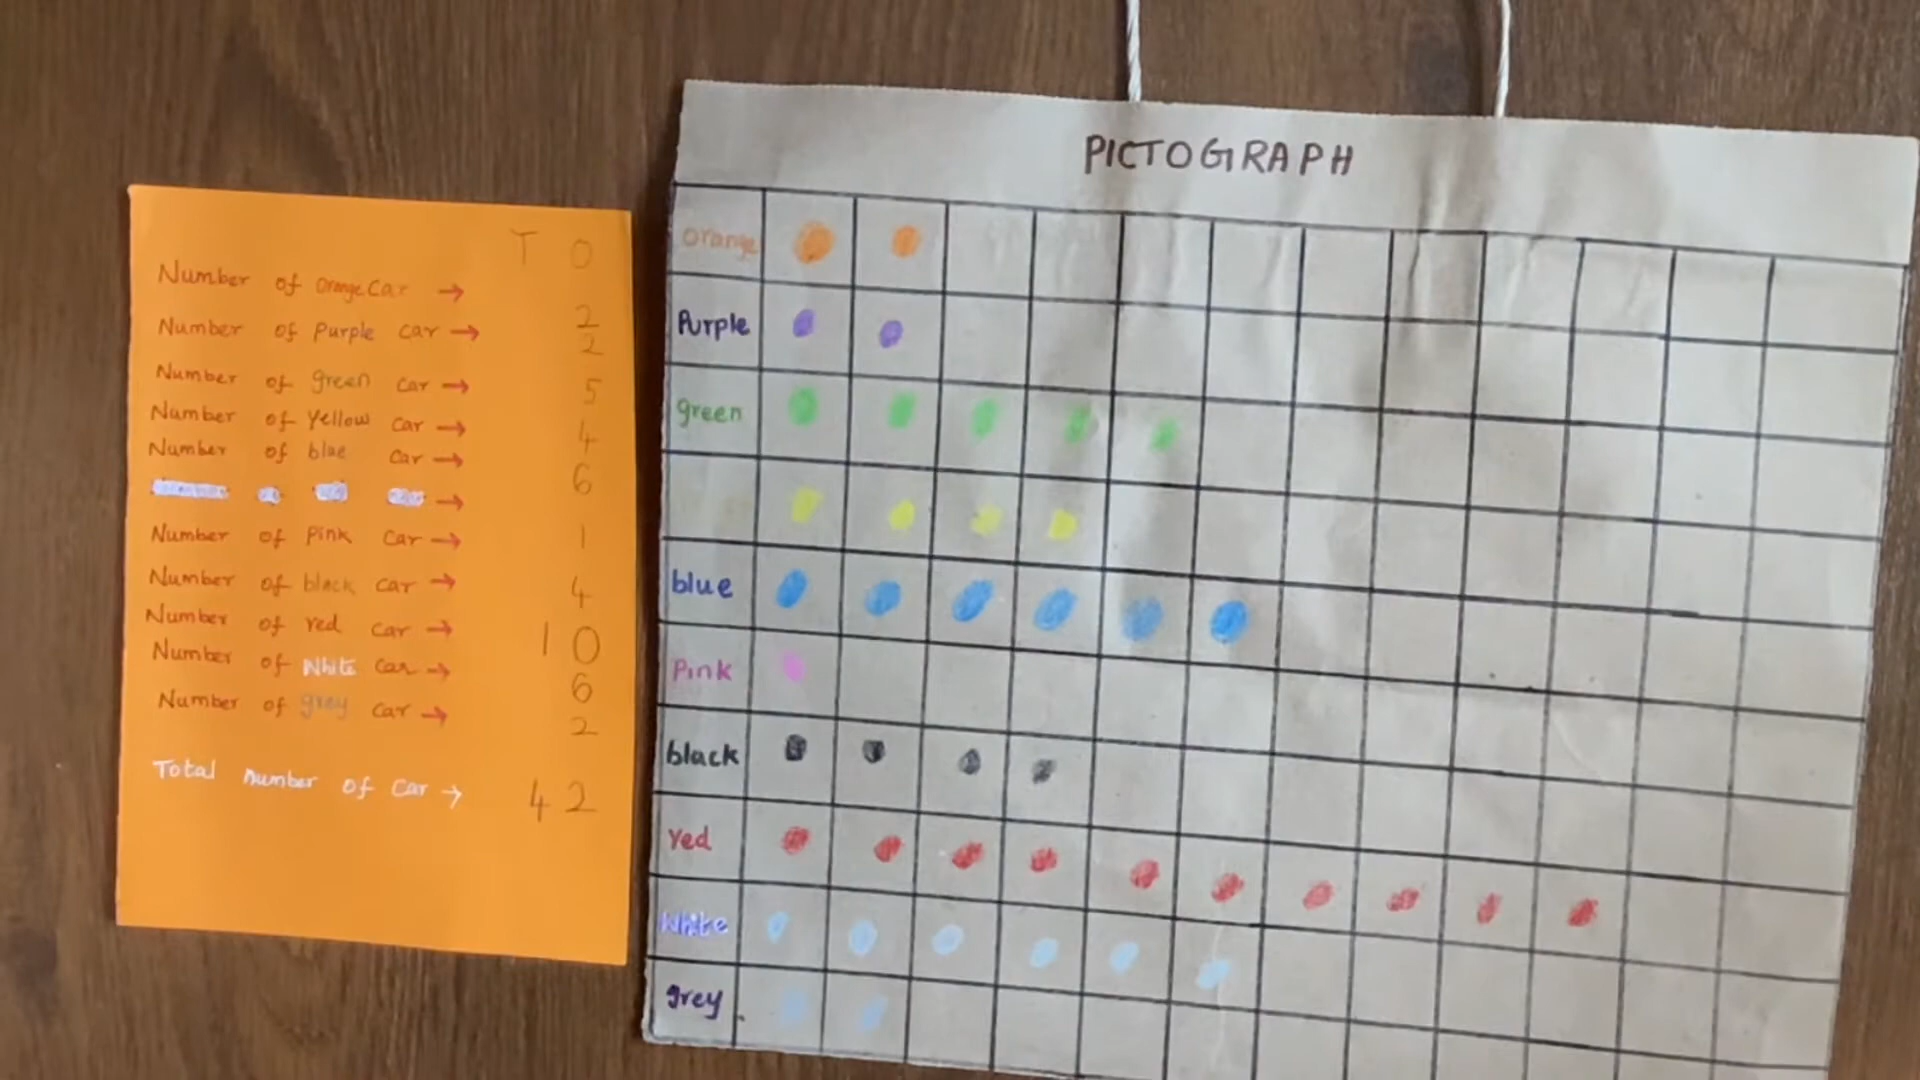 T O
Number of orange Car → 2
Number of Purple car → 2
Number of green car → 5
Number of Yellow car → 4
Number of blue car → 6
→
Number of Pink car → 1
Number of black car → 4
Number of red car → 10
Number of White car → 6
Number of grey car → 2
Total number of car → 42
PICTOGRAPH
orange
Purple
green
blue
Pink
black
red
White
grey